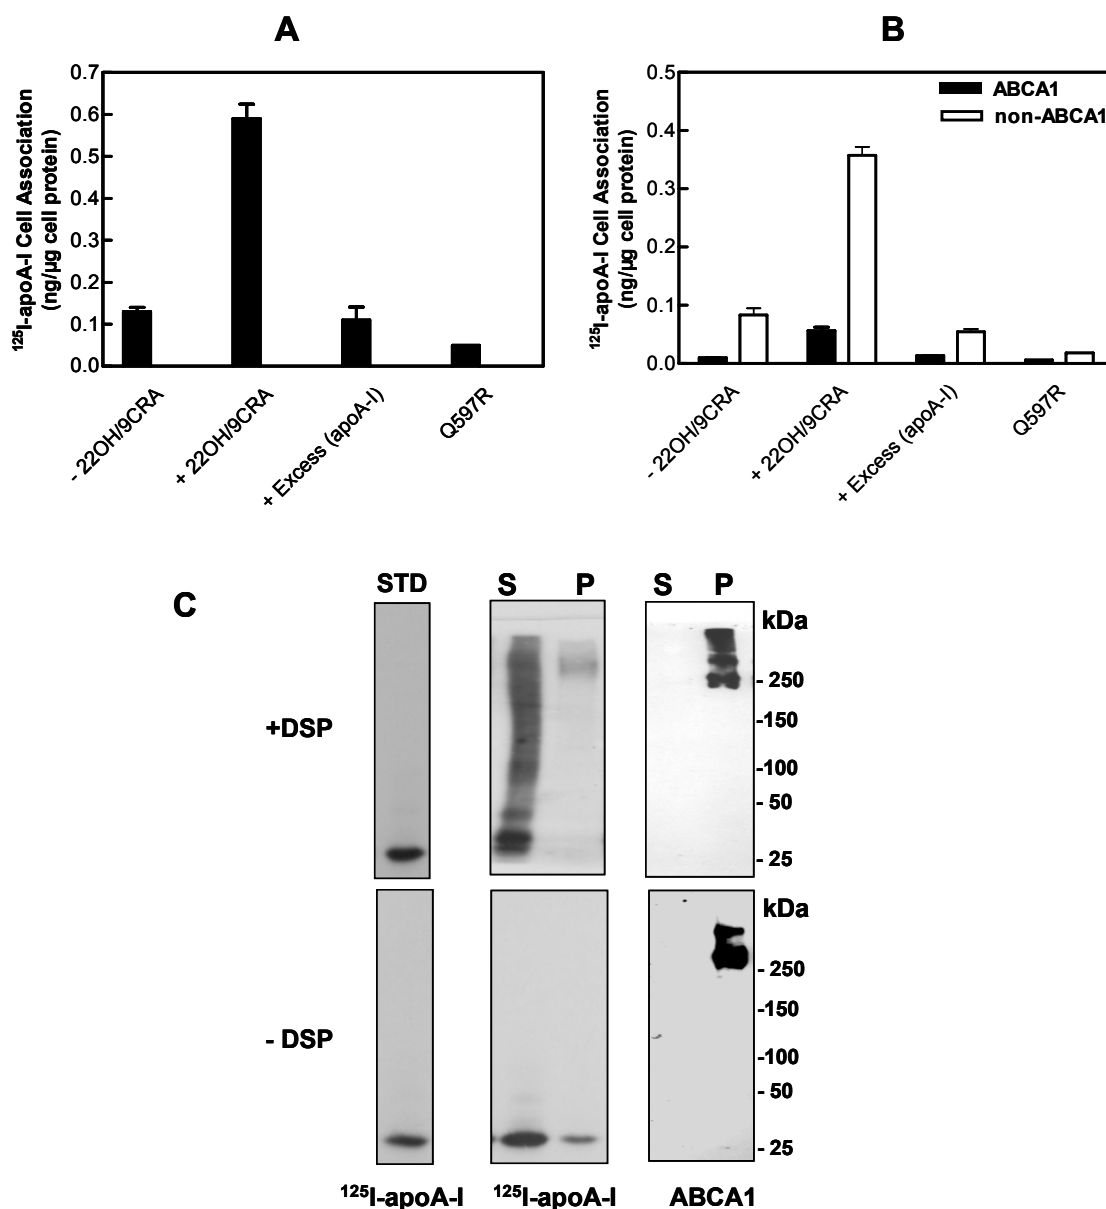 A
B
¹²⁵I-apoA-I Cell Association
(ng/µg cell protein)
0.7
0.6
0.5
0.4
0.3
0.2
0.1
0.0
- 22OH/9CRA
+ 22OH/9CRA
+ Excess (apoA-I)
Q597R
¹²⁵I-apoA-I Cell Association
(ng/µg cell protein)
0.5
0.4
0.3
0.2
0.1
0.0
ABCA1
non-ABCA1
- 22OH/9CRA
+ 22OH/9CRA
+ Excess (apoA-I)
Q597R
C
STD
S P
S P
kDa
+DSP
- 250
-150
-100
- 50
- 25
kDa
- DSP
- 250
-150
-100
- 50
- 25
¹²⁵I-apoA-I
¹²⁵I-apoA-I
ABCA1